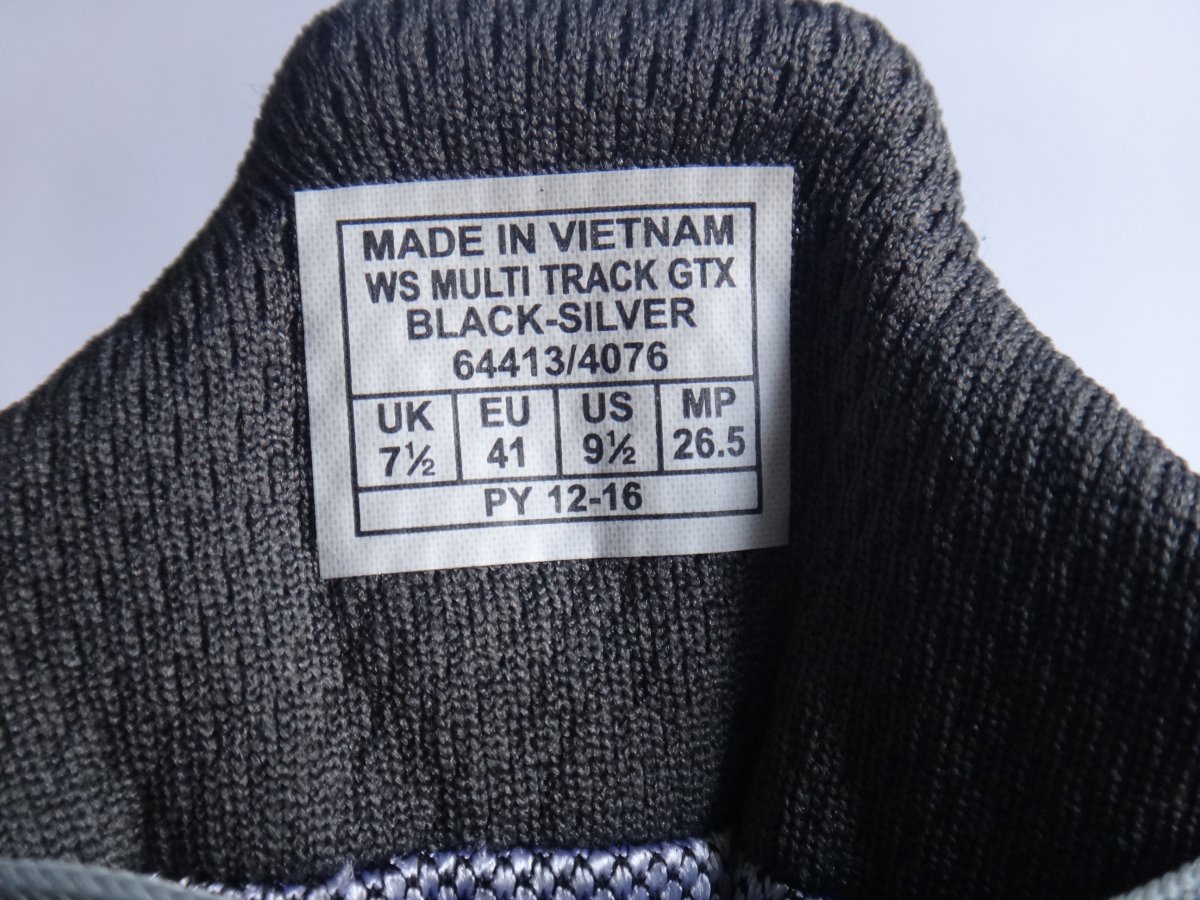 MADE IN VIETNAM
WS MULTI TRACK GTX
BLACK-SILVER
64413/4076
UK EU US MP
7½ 41 9½ 26.5
PY 12-16